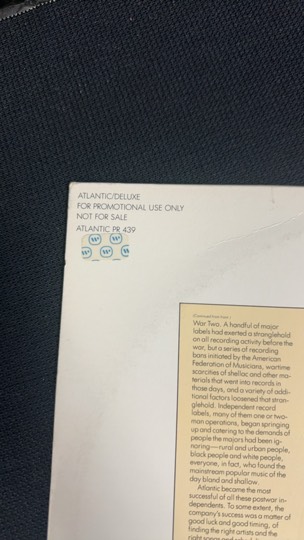 ATLANTIC/DELUXE
FOR PROMOTIONAL USE ONLY
NOT FOR SALE
ATLANTIC PR 439
War Two. A handful of major
labels had exerted a stranglehold
on all recording activity before the
war, but a series of recording
bans initiated by the American
Federation of Musicians, wartime
scarcities of shellac and other ma-
terials that went into records in
those days, and a variety of addi-
tional factors loosened that stran-
glehold. Independent record
labels, many of them one or two-
man operations, began springing
up and catering to the demands of
people the majors had been ig-
noring—rural and urban people,
black people and white people,
everyone, in fact, who found the
mainstream popular music of the
day bland and shallow.
Atlantic became the most
successful of all these postwar in-
dependents. To some extent, the
company's success was a matter of
good luck and good timing, of
finding the right artists and the
right songs and